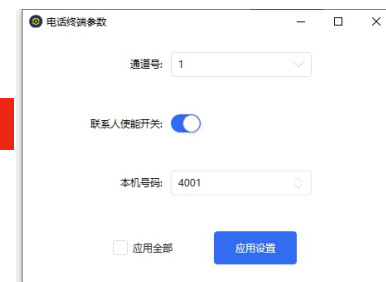 电话终端参数
通道号: 1
联系人使能开关:
本机号码: 4001
应用全部
应用设置